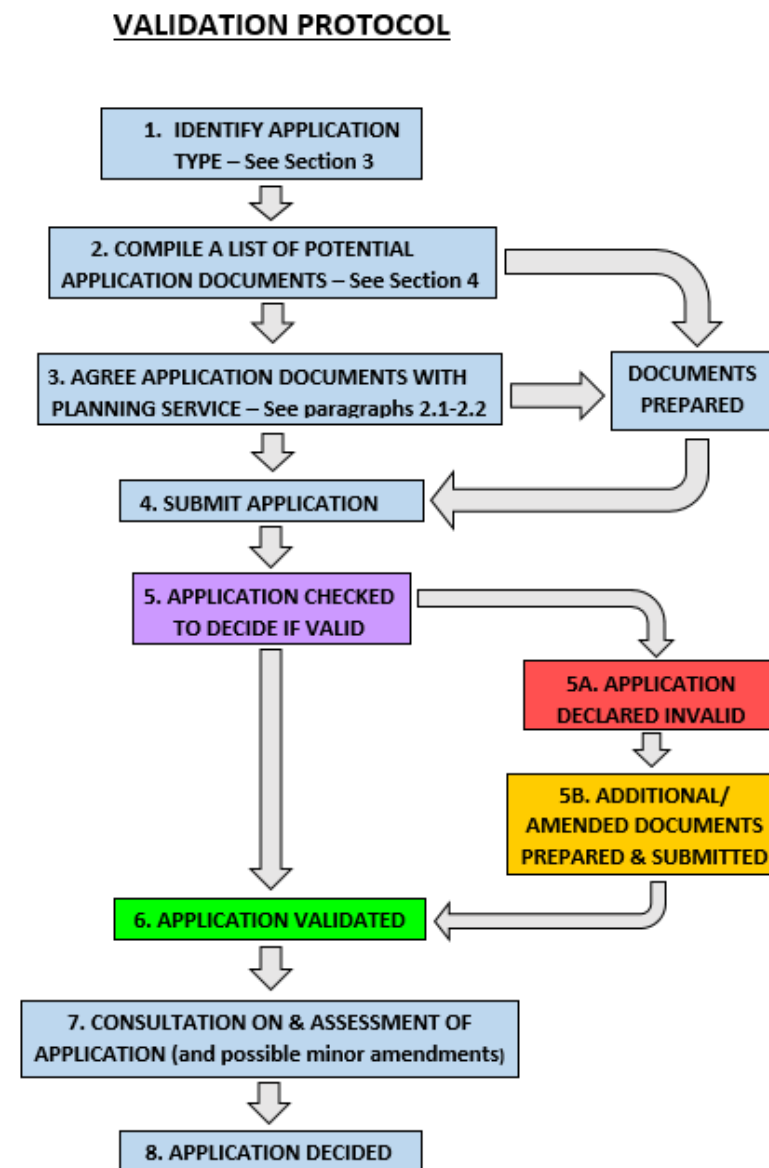 VALIDATION PROTOCOL
1. IDENTIFY APPLICATION
TYPE – See Section 3
2. COMPILE A LIST OF POTENTIAL
APPLICATION DOCUMENTS – See Section 4
3. AGREE APPLICATION DOCUMENTS WITH
PLANNING SERVICE – See paragraphs 2.1-2.2
DOCUMENTS
PREPARED
4. SUBMIT APPLICATION
5. APPLICATION CHECKED
TO DECIDE IF VALID
5A. APPLICATION
DECLARED INVALID
5B. ADDITIONAL/
AMENDED DOCUMENTS
PREPARED & SUBMITTED
6. APPLICATION VALIDATED
7. CONSULTATION ON & ASSESSMENT OF
APPLICATION (and possible minor amendments)
8. APPLICATION DECIDED